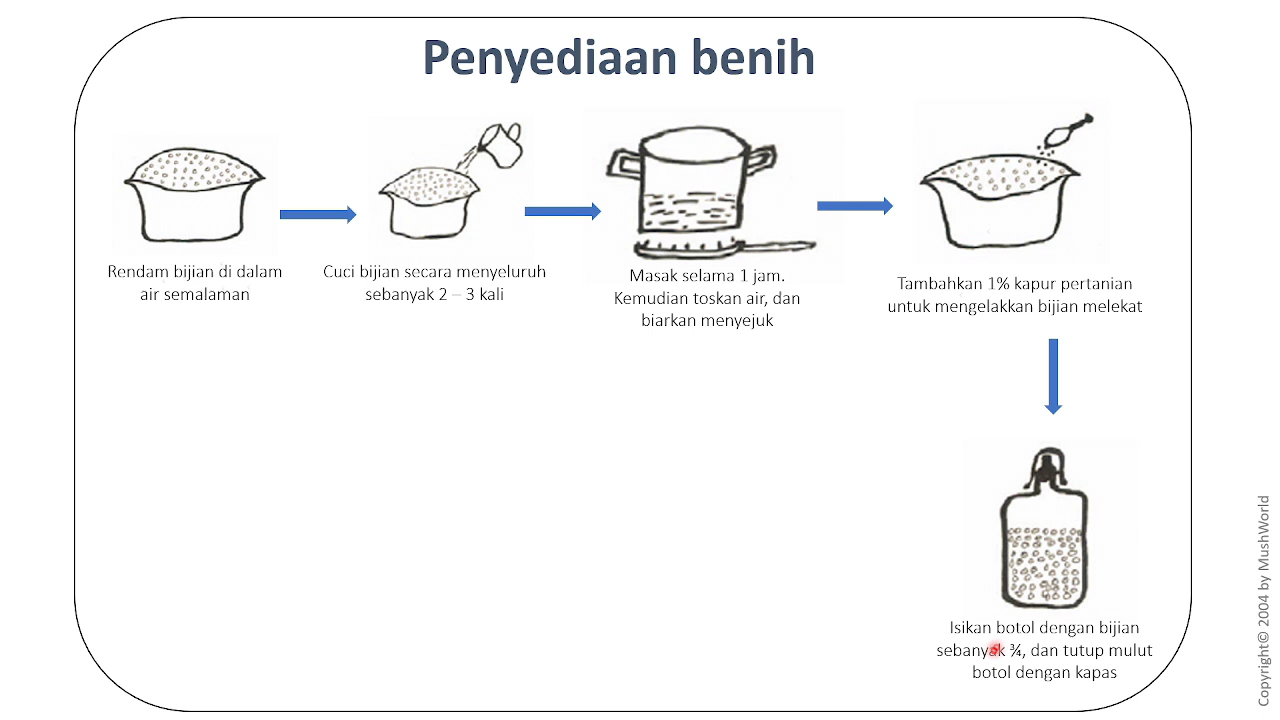 Penyediaan benih
Rendam bijian di dalam
air semalaman
Cuci bijian secara menyeluruh
sebanyak 2 – 3 kali
Masak selama 1 jam.
Kemudian toskan air, dan
biarkan menyejuk
Tambahkan 1% kapur pertanian
untuk mengelakkan bijian melekat
Isikan botol dengan bijian
sebanyak ¾, dan tutup mulut
botol dengan kapas
Copyright© 2004 by MushWorld